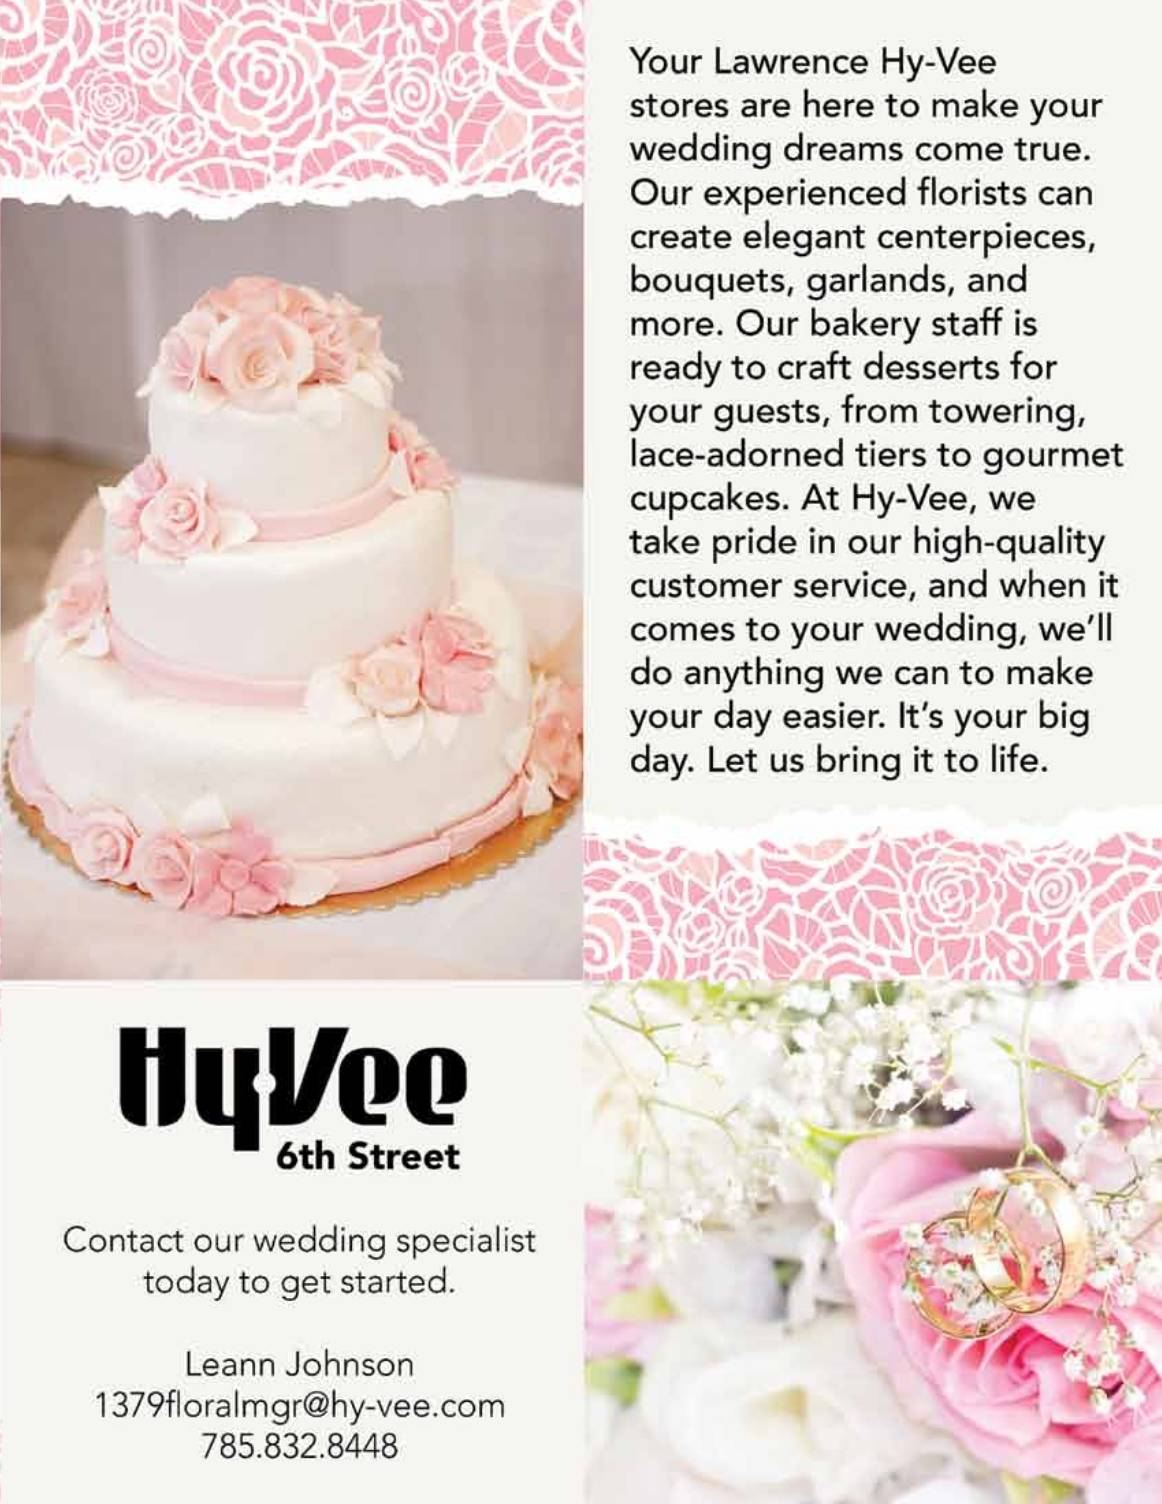 Your Lawrence Hy-Vee
stores are here to make your
wedding dreams come true.
Our experienced florists can
create elegant centerpieces,
bouquets, garlands, and
more. Our bakery staff is
ready to craft desserts for
your guests, from towering,
lace-adorned tiers to gourmet
cupcakes. At Hy-Vee, we
take pride in our high-quality
customer service, and when it
comes to your wedding, we'll
do anything we can to make
your day easier. It's your big
day. Let us bring it to life.
HyVee
6th Street
Contact our wedding specialist
today to get started.
Leann Johnson
1379floralmgr@hy-vee.com
785.832.8448